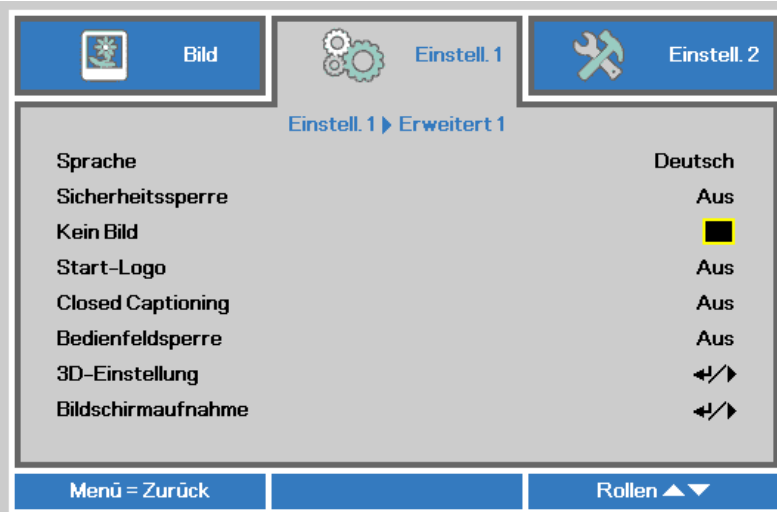 Bild
Einstell. 1
Einstell. 2
Einstell. 1 Erweitert 1
Sprache Deutsch
Sicherheitssperre Aus
Kein Bild
Start-Logo Aus
Closed Captioning Aus
Bedienfeldsperre Aus
3D-Einstellung
Bildschirmaufnahme
Menü = Zurück
Rollen